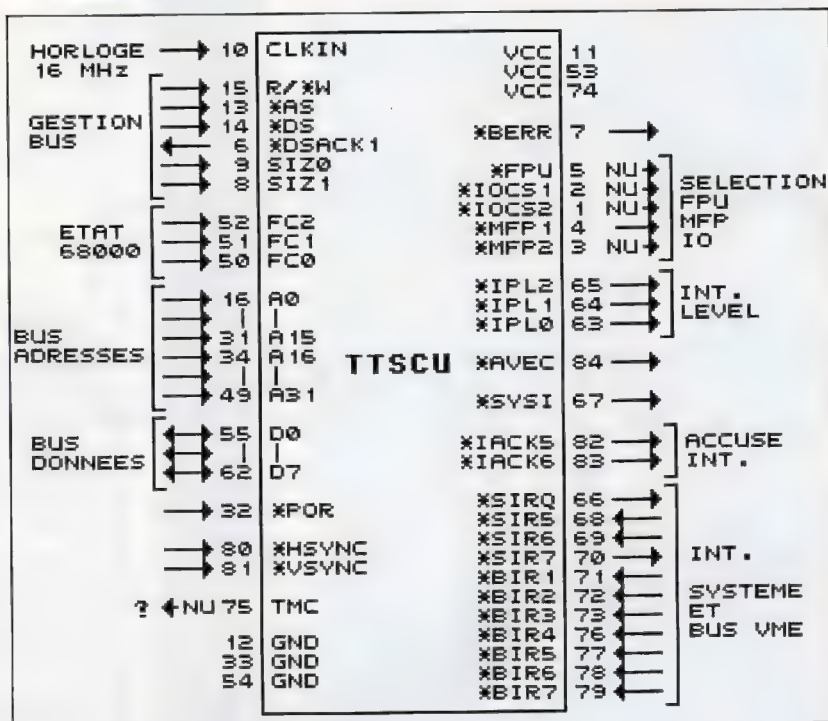 HORLOGE 10 CLKIN VCC 11
16 MHz VCC 53
VCC 74
15 R/*W
13 *AS
GESTION 14 *DS *BERR 7
BUS 6 *DSACK1
9 SIZ0 *FPU 5 NU
8 SIZ1 *IOCS1 2 NU SELECTION
*IOCS2 1 NU FPU
ETAT 52 FC2 *MFP1 4 MFP
68000 51 FC1 *MFP2 3 NU IO
50 FC0
16 A0 *IPL2 65 INT.
*IPL1 64 LEVEL
BUS 31 A15 *IPL0 63
ADRESSES 34 A16
TTSCU *AVEC 84
49 A31
*SYSI 67
BUS 55 D0
DONNEES 62 D7 *IACK5 82 ACCUSE
*IACK6 83 INT.
32 *POR *SIRQ 66
*SIR5 68
80 *HSYNC *SIR6 69
81 *VSYNC *SIR7 70 INT.
*BIR1 71
? NU 75 TMC *BIR2 72 SYSTEME
*BIR3 73 ET
12 GND *BIR4 76 BUS VME
33 GND *BIR5 77
54 GND *BIR6 78
*BIR7 79